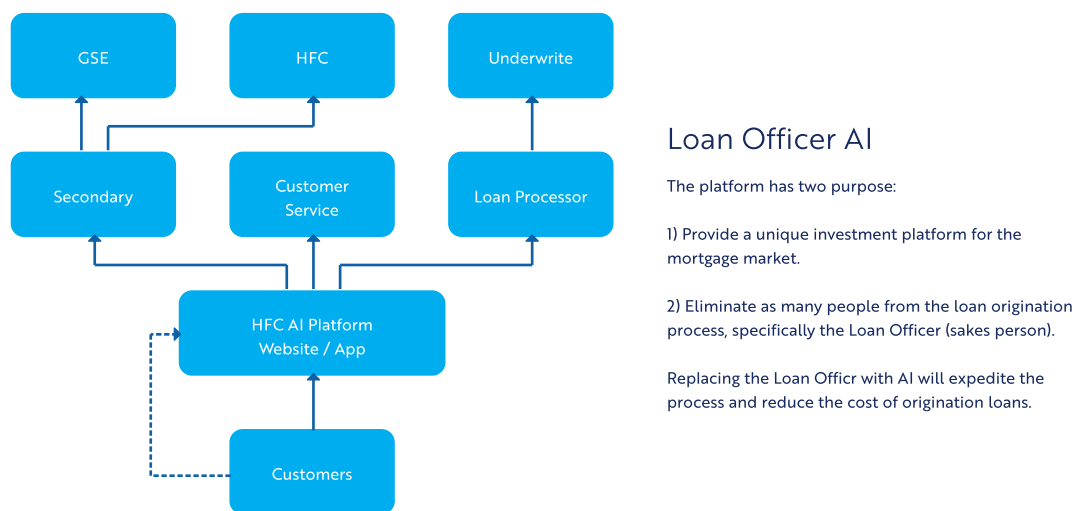 GSE
HFC
Underwrite
Secondary
Customer
Service
Loan Processor
HFC AI Platform
Website / App
Customers
Loan Officer AI
The platform has two purpose:
1) Provide a unique investment platform for the
mortgage market.
2) Eliminate as many people from the loan origination
process, specifically the Loan Officer (sakes person).
Replacing the Loan Officr with AI will expedite the
process and reduce the cost of origination loans.